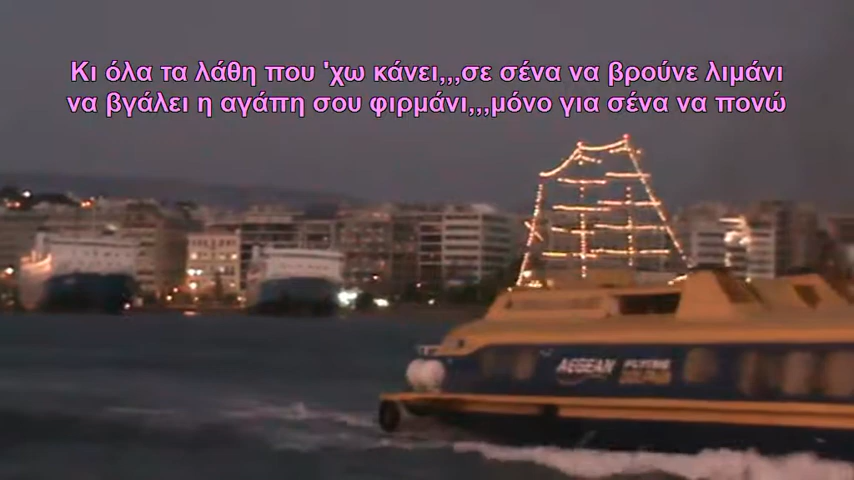 Κι όλα τα λάθη που 'χω κάνει,,,σε σένα να βρούνε λιμάνι
να βγάλει η αγάπη σου φιρμάνι,,,μόνο για σένα να πονώ
AEGEAN FLYING